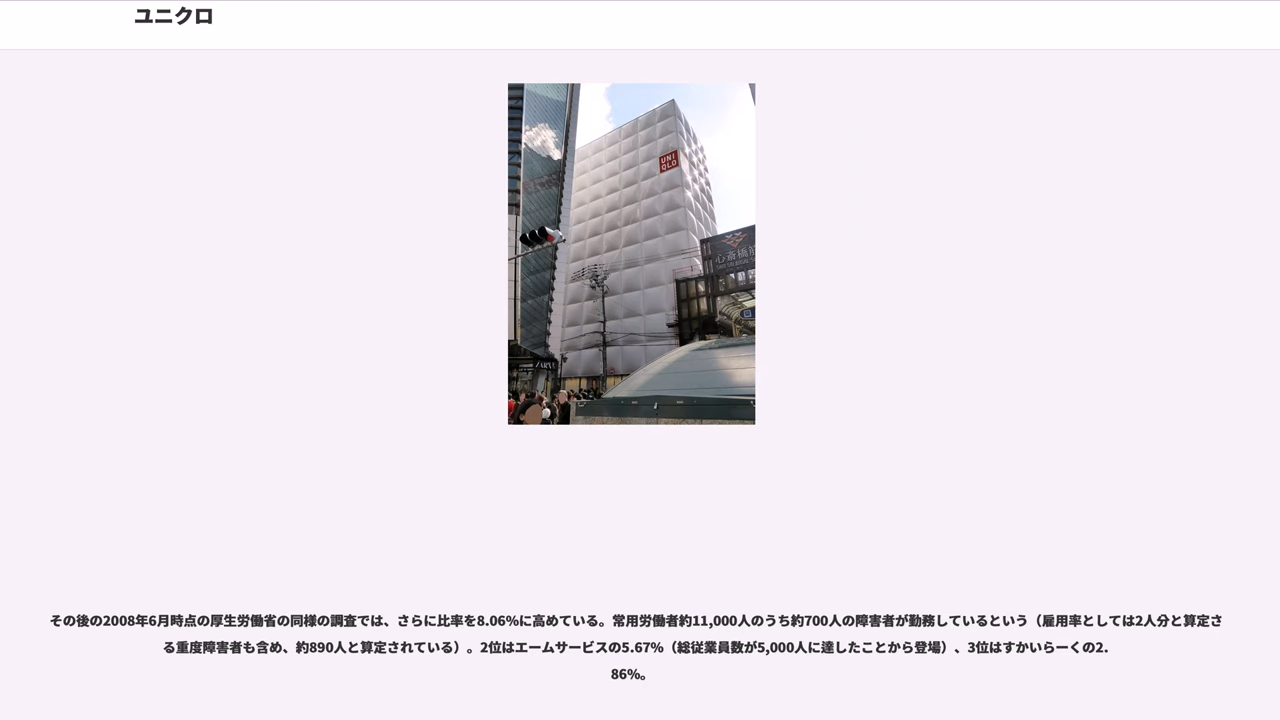 ユニクロ
UNI
QLO
心斎橋筋
ZARA
その後の2008年6月時点の厚生労働省の同様の調査では、さらに比率を8.06%に高めている。常用労働者約11,000人のうち約700人の障害者が勤務しているという（雇用率としては2人分と算定さ
る重度障害者も含め、約890人と算定されている）。2位はエームサービスの5.67%（総従業員数が5,000人に達したことから登場）、3位はすかいらーくの2.
86%。